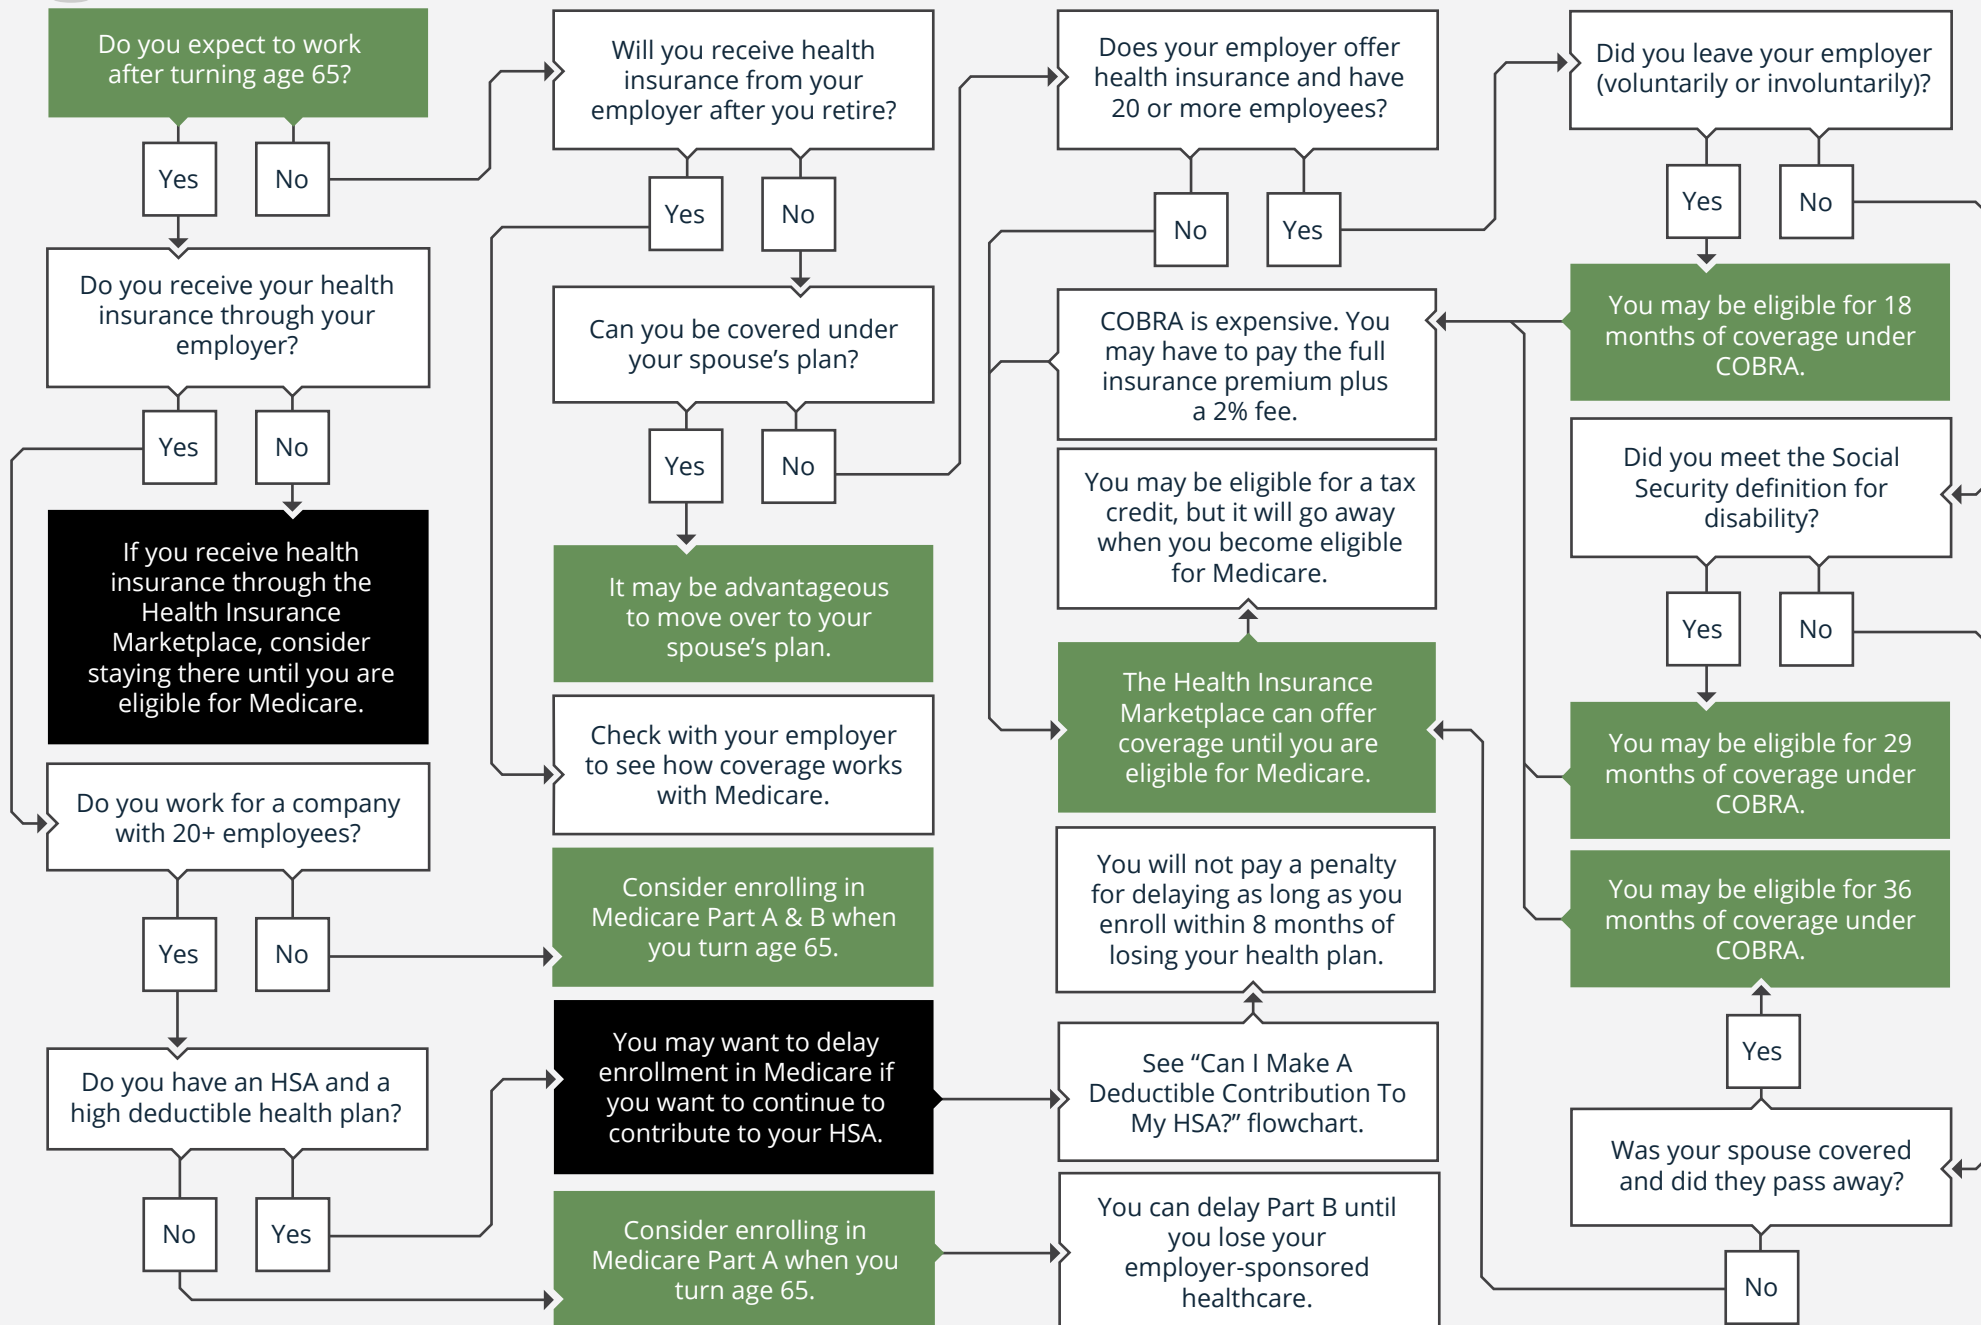 Do you expect to work
after turning age 65?
Yes
No
Do you receive your health
insurance through your
employer?
Yes
No
If you receive health
insurance through the
Health Insurance
Marketplace, consider
staying there until you are
eligible for Medicare.
Do you work for a company
with 20+ employees?
Yes
No
Do you have an HSA and a
high deductible health plan?
No
Yes
Will you receive health
insurance from your
employer after you retire?
Yes
No
Can you be covered under
your spouse’s plan?
Yes
No
It may be advantageous
to move over to your
spouse’s plan.
Check with your employer
to see how coverage works
with Medicare.
Consider enrolling in
Medicare Part A & B when
you turn age 65.
You may want to delay
enrollment in Medicare if
you want to continue to
contribute to your HSA.
Consider enrolling in
Medicare Part A when you
turn age 65.
Does your employer offer
health insurance and have
20 or more employees?
No
Yes
COBRA is expensive. You
may have to pay the full
insurance premium plus
a 2% fee.
You may be eligible for a tax
credit, but it will go away
when you become eligible
for Medicare.
The Health Insurance
Marketplace can offer
coverage until you are
eligible for Medicare.
You will not pay a penalty
for delaying as long as you
enroll within 8 months of
losing your health plan.
See “Can I Make A
Deductible Contribution To
My HSA?” flowchart.
You can delay Part B until
you lose your
employer-sponsored
healthcare.
Did you leave your employer
(voluntarily or involuntarily)?
Yes
No
You may be eligible for 18
months of coverage under
COBRA.
Did you meet the Social
Security definition for
disability?
Yes
No
You may be eligible for 29
months of coverage under
COBRA.
You may be eligible for 36
months of coverage under
COBRA.
Yes
Was your spouse covered
and did they pass away?
No